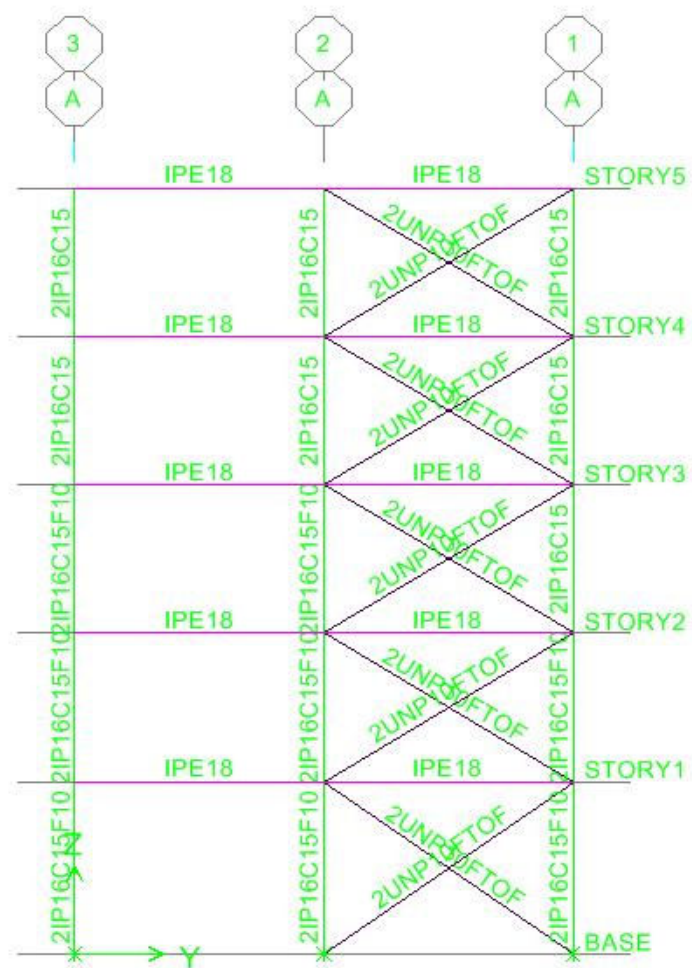 3 2 1
A A A
IPE18 IPE18 STORY5
2IP16C15 2IP16C15 2IP16C15
IPE18 IPE18 STORY4
2IP16C15 2IP16C15 2IP16C15
IPE18 IPE18 STORY3
2IP16C15F10 2IP16C15F10 2IP16C15
IPE18 IPE18 STORY2
2IP16C15F10 2IP16C15F10 2IP16C15F10
IPE18 IPE18 STORY1
2IP16C15F10 2IP16C15F10 2IP16C15F10
Z
Y
BASE